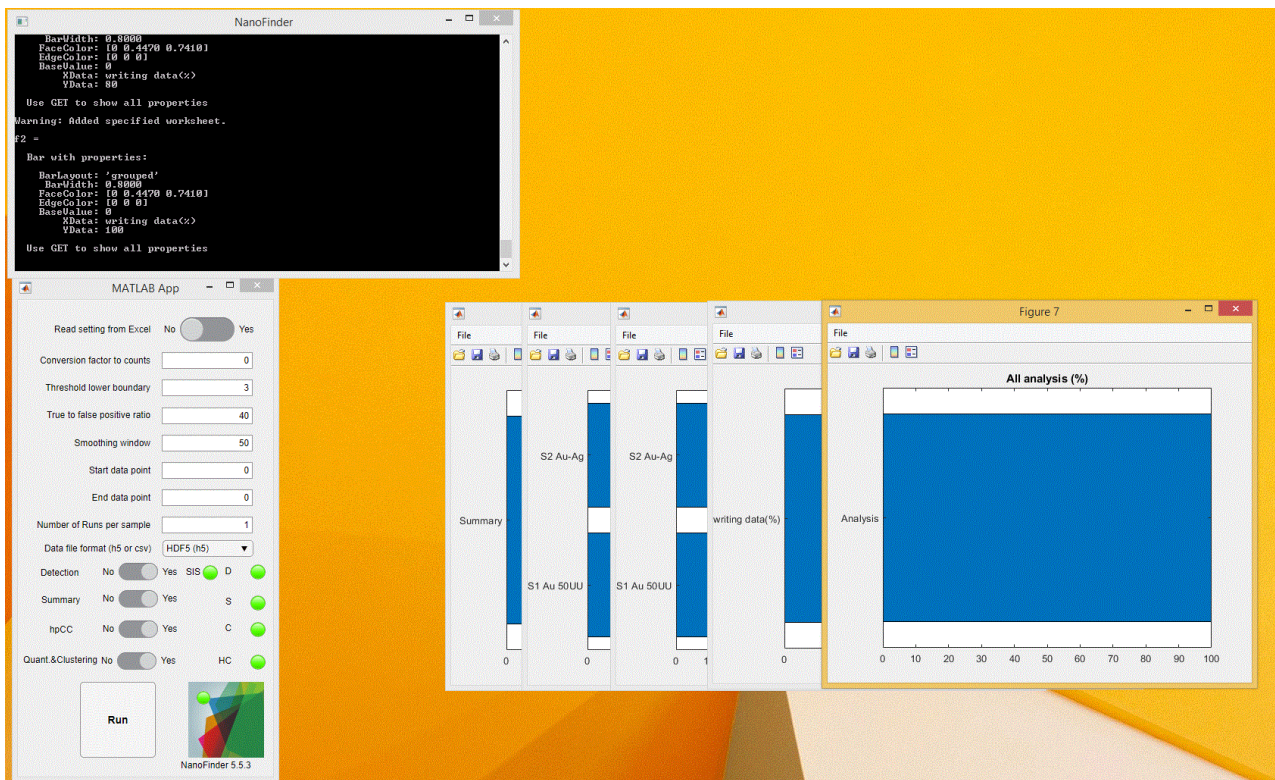 NanoFinder
BarWidth: 0.8000
FaceColor: [0 0.4470 0.7410]
EdgeColor: [0 0 0]
BaseValue: 0
XData: writing data(%)
YData: 80
Use GET to show all properties
Warning: Added specified worksheet.
f2 =
Bar with properties:
BarLayout: 'grouped'
BarWidth: 0.8000
FaceColor: [0 0.4470 0.7410]
EdgeColor: [0 0 0]
BaseValue: 0
XData: writing data(%)
YData: 100
Use GET to show all properties
MATLAB App
Read setting from Excel No Yes
Conversion factor to counts 0
Threshold lower boundary 3
True to false positive ratio 40
Smoothing window 50
Start data point 0
End data point 0
Number of Runs per sample 1
Data file format (h5 or csv) HDF5 (h5)
Detection No Yes SIS D
Summary No Yes S
hpCC No Yes C
Quant.&Clustering No Yes HC
Run
NanoFinder 5.5.3
File
Summary
0
File
S2 Au-Ag
S1 Au 50UU
0
File
S2 Au-Ag
S1 Au 50UU
0
File
writing data(%)
0
Figure 7
File
All analysis (%)
Analysis
0 10 20 30 40 50 60 70 80 90 100